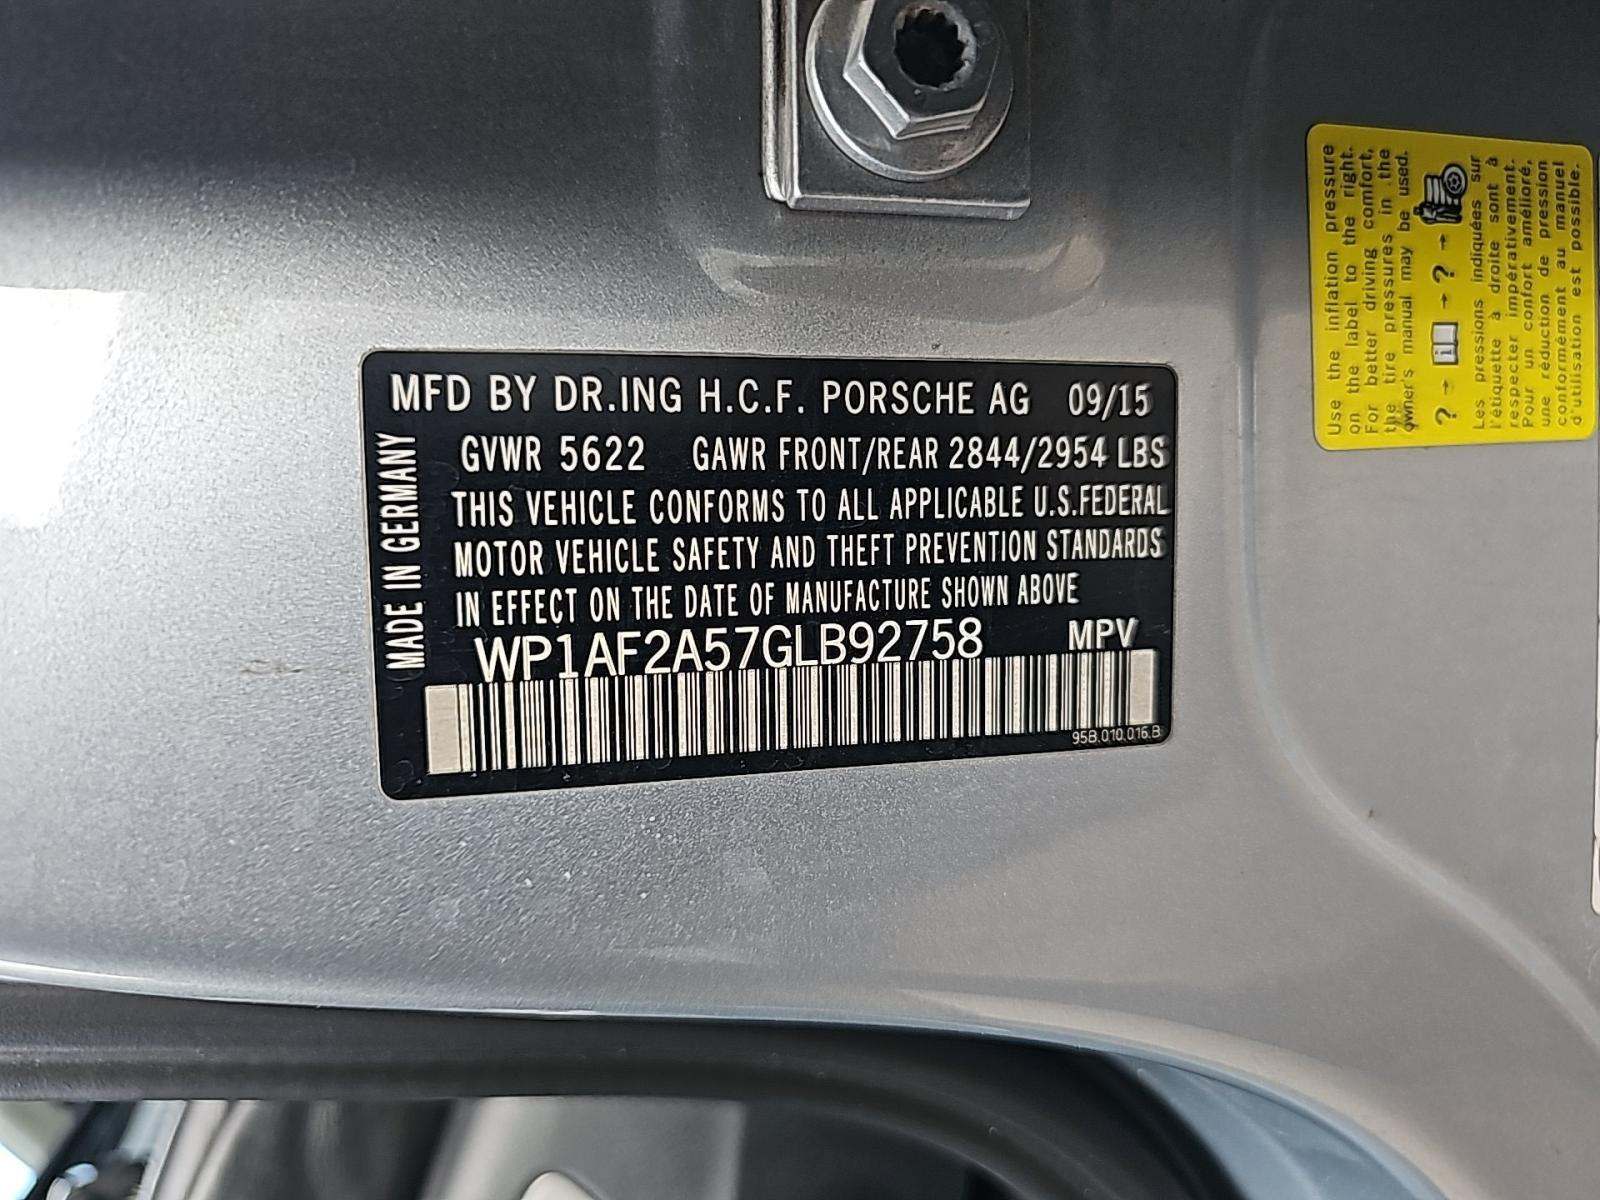 MFD BY DR.ING H.C.F. PORSCHE AG 09/15
GVWR 5622 GAWR FRONT/REAR 2844/2954 LBS
THIS VEHICLE CONFORMS TO ALL APPLICABLE U.S.FEDERAL
MOTOR VEHICLE SAFETY AND THEFT PREVENTION STANDARDS
IN EFFECT ON THE DATE OF MANUFACTURE SHOWN ABOVE
WP1AF2A57GLB92758 MPV
95B.010.016.B
MADE IN GERMANY
Use the inflation pressure
on the label to the right.
For better driving comfort,
the tire pressures in the
owner's manual may be used.
? → i → ? →
Les pressions indiquées sur
l'étiquette à droite sont à
respecter impérativement.
Pour un confort amélioré,
une réduction de pression
conformément au manuel
d'utilisation est possible.